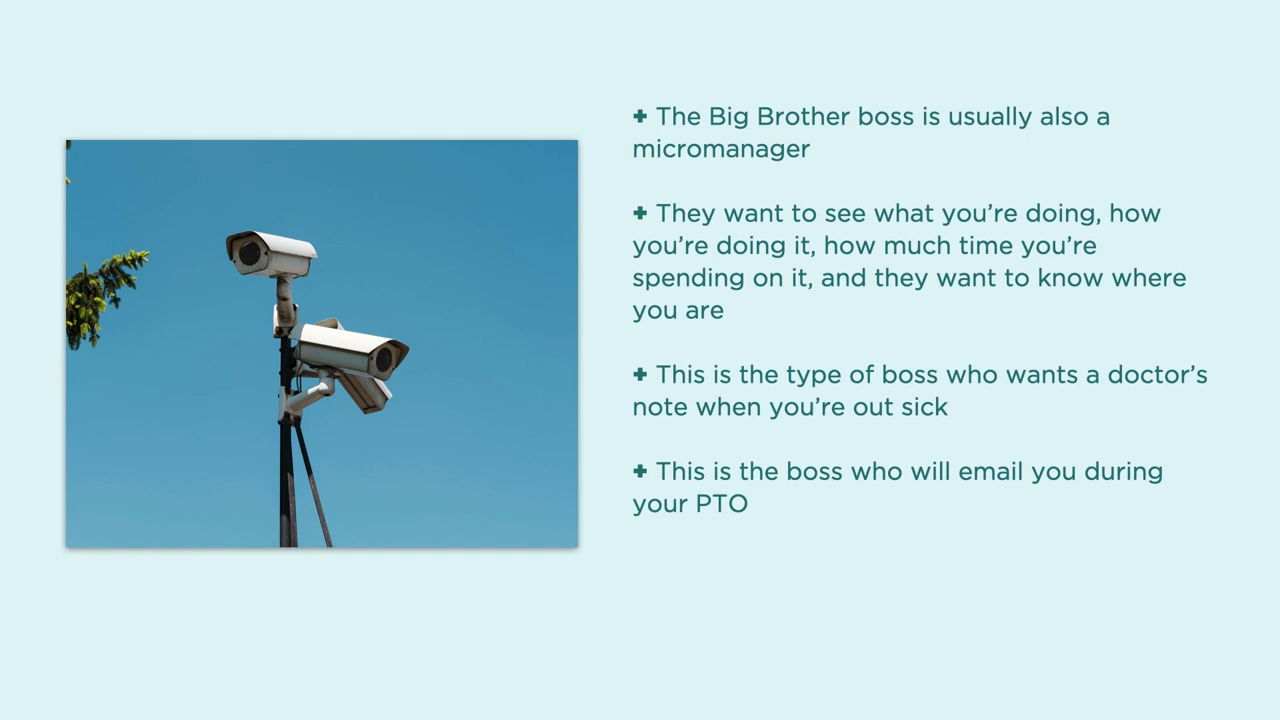 + The Big Brother boss is usually also a
micromanager
+ They want to see what you’re doing, how
you’re doing it, how much time you’re
spending on it, and they want to know where
you are
+ This is the type of boss who wants a doctor’s
note when you’re out sick
+ This is the boss who will email you during
your PTO